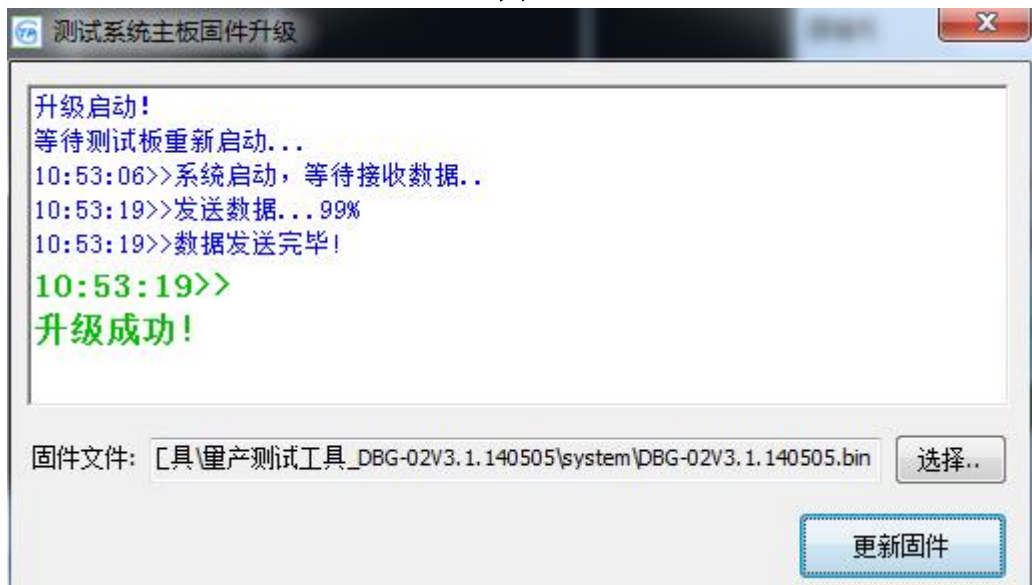 测试系统主板固件升级
升级启动!
等待测试板重新启动...
10:53:06>>系统启动，等待接收数据..
10:53:19>>发送数据...99%
10:53:19>>数据发送完毕!
10:53:19>>
升级成功!
固件文件: 具\量产测试工具_DBG-02V3.1.140505\system\DBG-02V3.1.140505.bin 选择..
更新固件